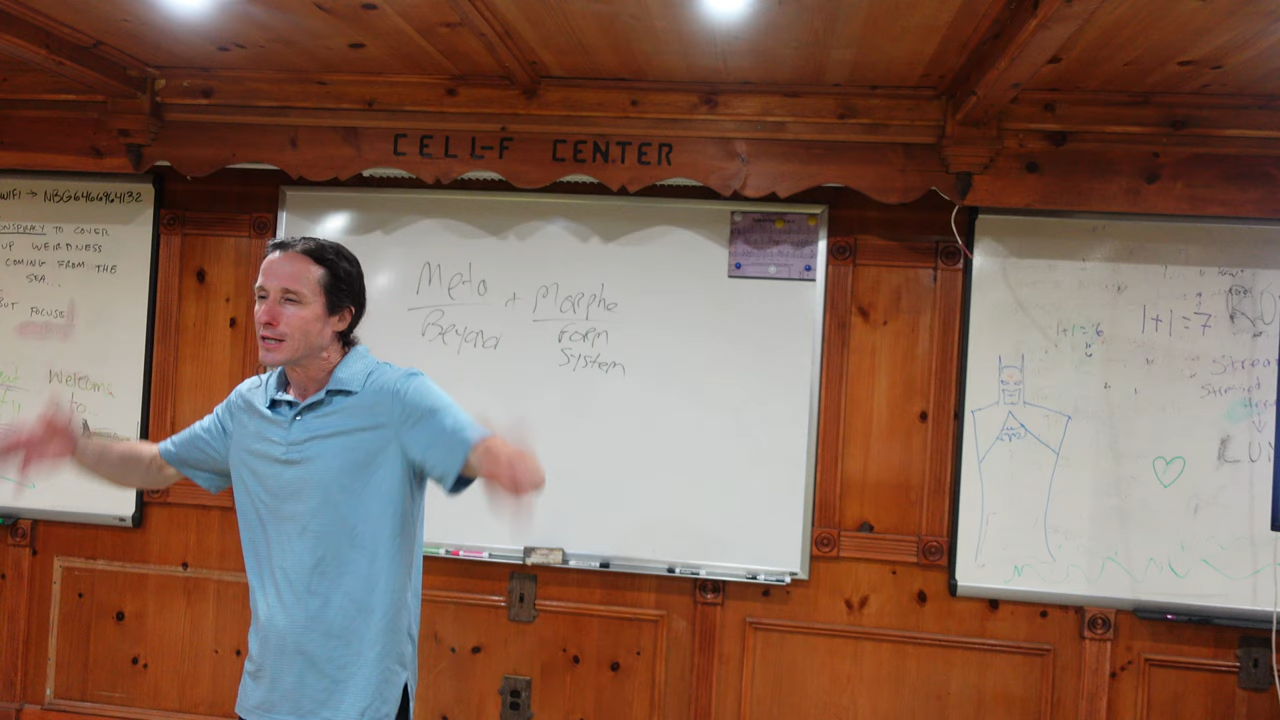 CELL-F CENTER
WIFI → NBG6466964132
CONSPIRACY TO COVER
UP WEIRDNESS
COMING FROM THE
SEA...
BUT FOCUS
Welcome
to
Meta + Morphe
Beyond Form
System
1+1=6
1+1=7
Stressed